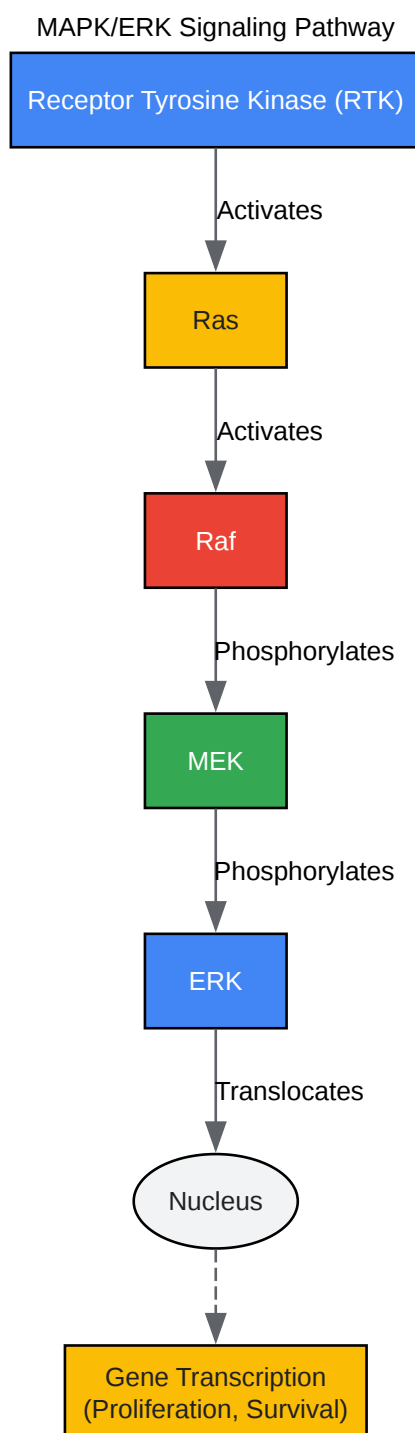 MAPK/ERK Signaling Pathway
Receptor Tyrosine Kinase (RTK)
Activates
Ras
Activates
Raf
Phosphorylates
MEK
Phosphorylates
ERK
Translocates
Nucleus
Gene Transcription
(Proliferation, Survival)